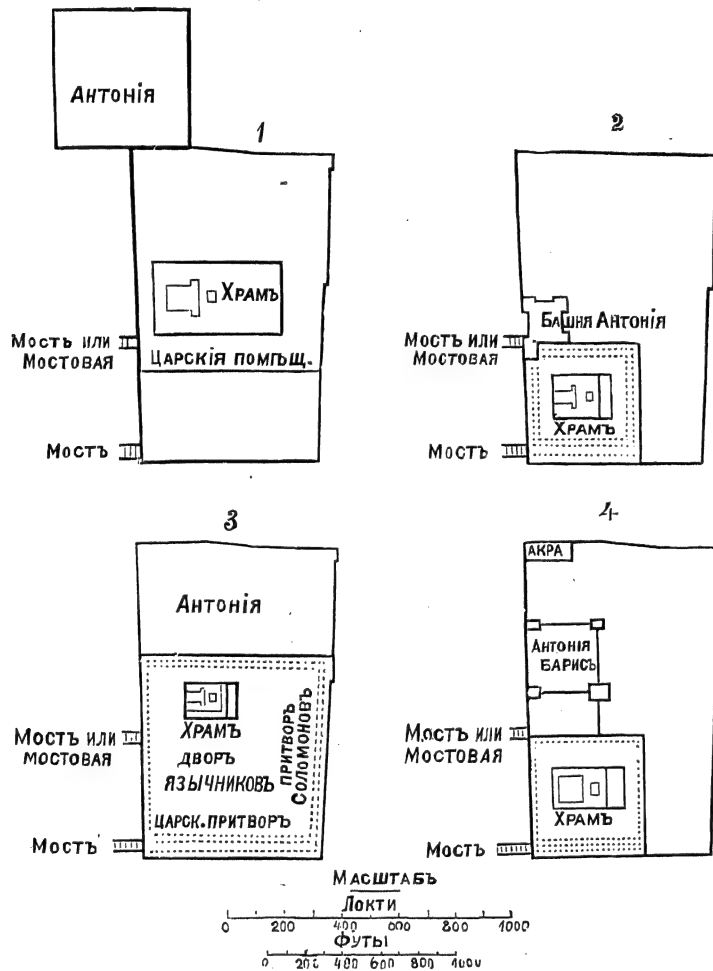 Антонія
1
Храмъ
Мостъ или
Мостовая
Царскія помѣщ.
Мостъ
2
Башня Антонія
Мостъ или
Мостовая
Храмъ
Мостъ
3
Антонія
Храмъ
Мостъ или
мостовая
дворъ
язычниковъ
притворъ
Соломоновъ
царск. притворъ
Мостъ
4
АКРА
Антонія
Барисъ
Мостъ или
Мостовая
Храмъ
Мостъ
Масштабъ
Локти
0 200 400 600 800 1000
Футы
0 200 400 600 800 1000